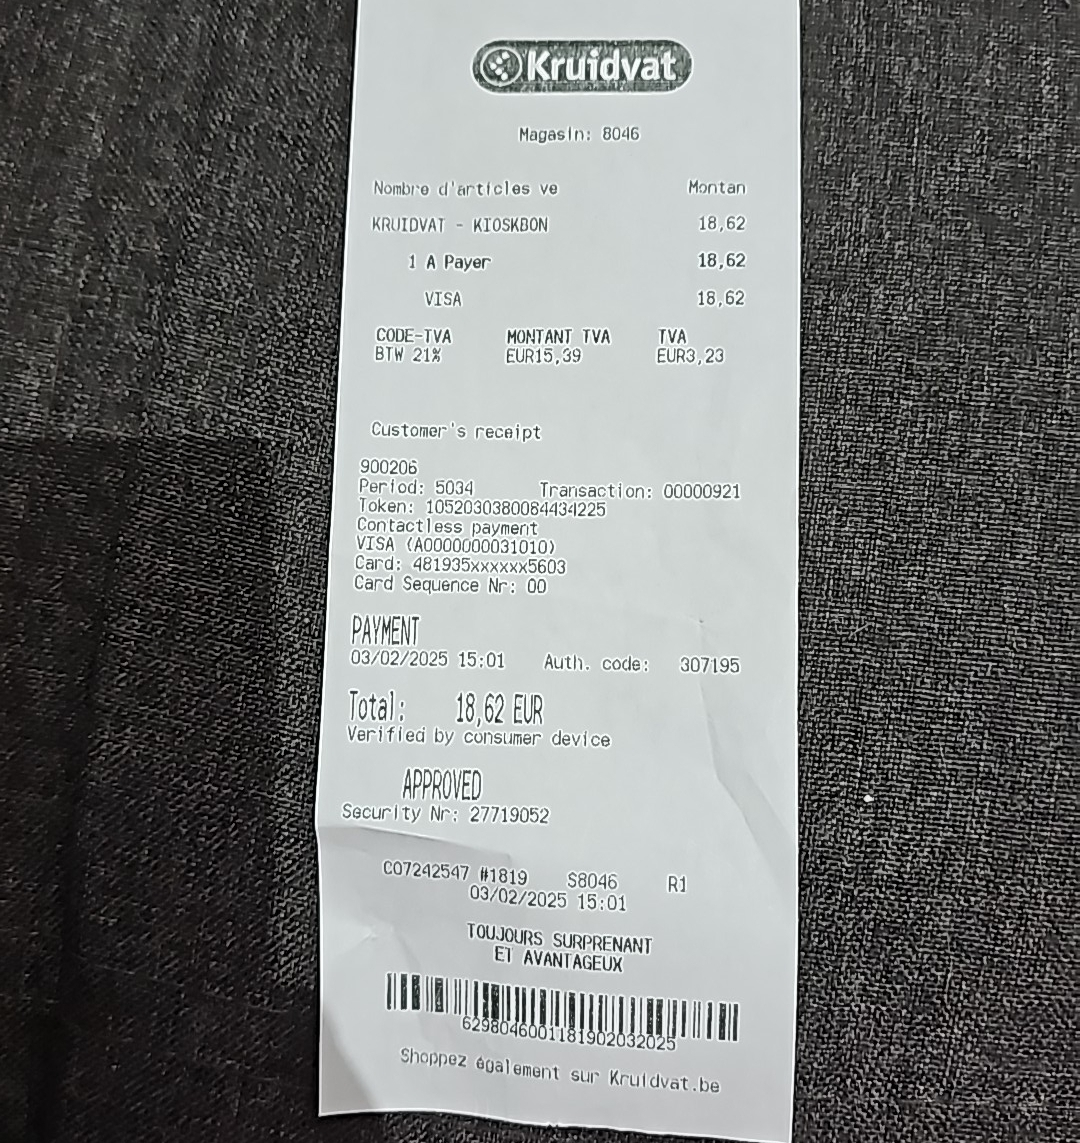 Kruidvat
Magasin: 8046
Nombre d'articles ve Montan
KRUIDVAT - KIOSKBON 18,62
1 A Payer 18,62
VISA 18,62
CODE-TVA MONTANT TVA TVA
BTW 21% EUR15,39 EUR3,23
Customer's receipt
900206
Period: 5034 Transaction: 00000921
Token: 1052030380084434225
Contactless payment
VISA (A0000000031010)
Card: 481935xxxxxx5603
Card Sequence Nr: 00
PAYMENT
03/02/2025 15:01 Auth. code: 307195
Total: 18,62 EUR
Verified by consumer device
APPROVED
Security Nr: 27719052
C07242547 #1819 S8046 R1
03/02/2025 15:01
TOUJOURS SURPRENANT
ET AVANTAGEUX
6298046001181902032025
Shoppez également sur Kruidvat.be